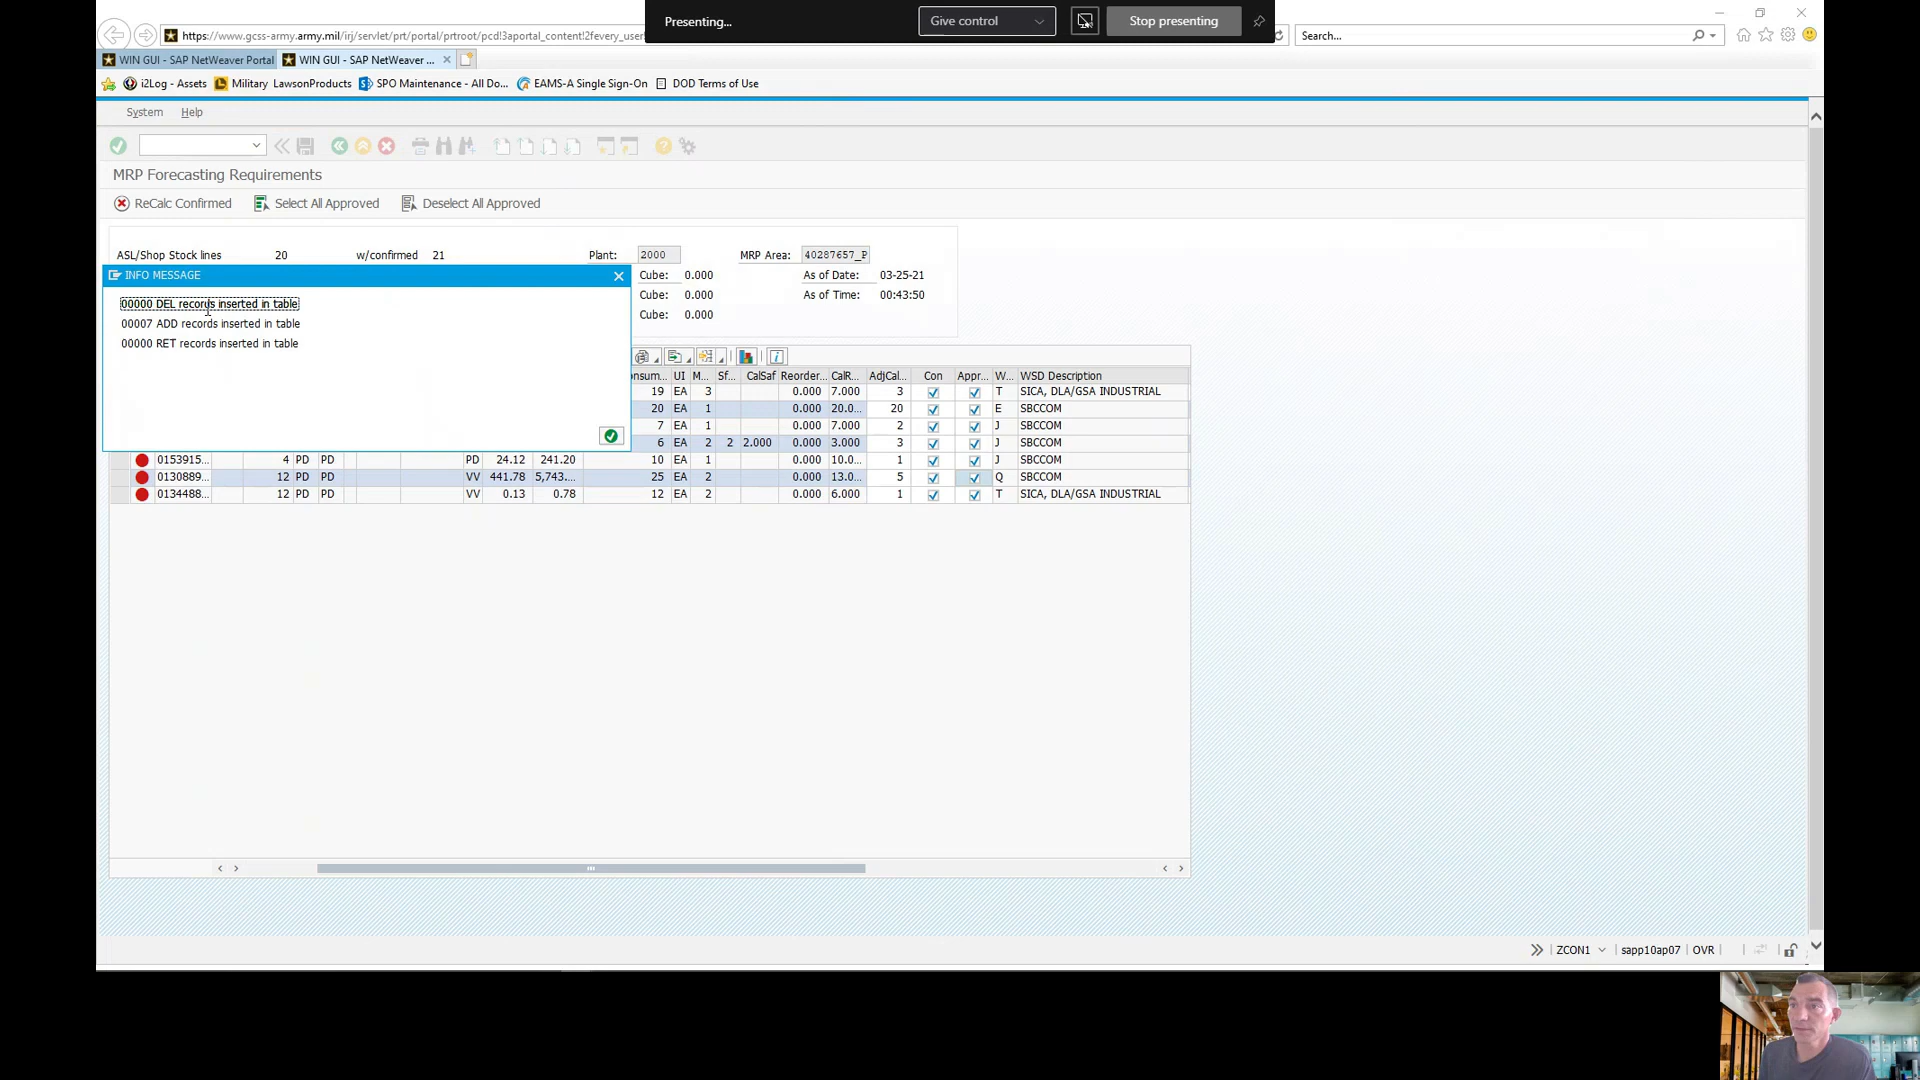 Presenting...
Give control
Stop presenting
https://www.gcss-army.army.mil/irj/servlet/prt/portal/prtroot/pcd!3aportal_content!2fevery_user
Search...
WIN GUI - SAP NetWeaver Portal
WIN GUI - SAP NetWeaver ...
i2Log - Assets
Military LawsonProducts
SPO Maintenance - All Do...
EAMS-A Single Sign-On
DOD Terms of Use
System Help
MRP Forecasting Requirements
ReCalc Confirmed
Select All Approved
Deselect All Approved
ASL/Shop Stock lines 20 w/confirmed 21 Plant: 2000 MRP Area: 40287657_P
INFO MESSAGE
Cube: 0.000 As of Date: 03-25-21
Cube: 0.000 As of Time: 00:43:50
Cube: 0.000
00000 DEL records inserted in table
00007 ADD records inserted in table
00000 RET records inserted in table
onsum... UI M... Sf... CalSaf Reorder... CalR... AdjCal... Con Appr... W... WSD Description
19 EA 3 0.000 7.000 3 T SICA, DLA/GSA INDUSTRIAL
20 EA 1 0.000 20.0... 20 E SBCCOM
7 EA 1 0.000 7.000 2 J SBCCOM
6 EA 2 2 2.000 0.000 3.000 3 J SBCCOM
0153915... 4 PD PD PD 24.12 241.20 10 EA 1 0.000 10.0... 1 J SBCCOM
0130889... 12 PD PD VV 441.78 5,743.... 25 EA 2 0.000 13.0... 5 Q SBCCOM
0134488... 12 PD PD VV 0.13 0.78 12 EA 2 0.000 6.000 1 T SICA, DLA/GSA INDUSTRIAL
ZCON1 sapp10ap07 OVR